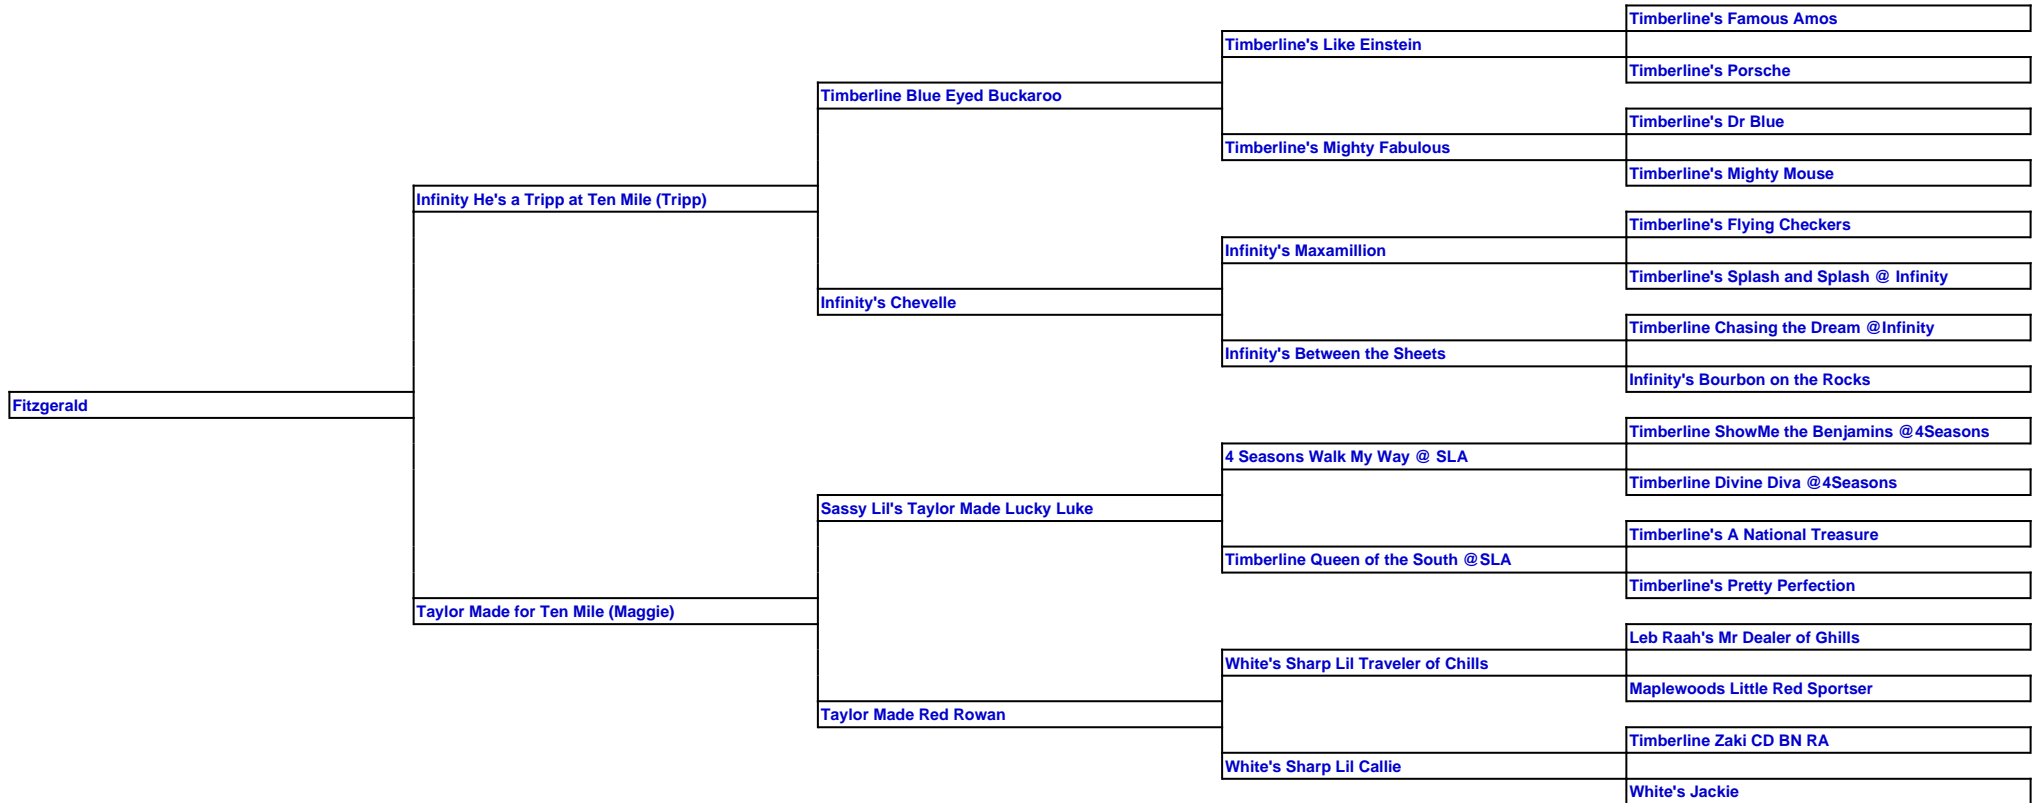 Timberline's Famous Amos
Timberline's Like Einstein
Timberline's Porsche
Timberline Blue Eyed Buckaroo
Timberline's Dr Blue
Timberline's Mighty Fabulous
Timberline's Mighty Mouse
Infinity He's a Tripp at Ten Mile (Tripp)
Timberline's Flying Checkers
Infinity's Maxamillion
Timberline's Splash and Splash @ Infinity
Infinity's Chevelle
Timberline Chasing the Dream @Infinity
Infinity's Between the Sheets
Infinity's Bourbon on the Rocks
Fitzgerald
Timberline ShowMe the Benjamins @4Seasons
4 Seasons Walk My Way @ SLA
Timberline Divine Diva @4Seasons
Sassy Lil's Taylor Made Lucky Luke
Timberline's A National Treasure
Timberline Queen of the South @SLA
Timberline's Pretty Perfection
Taylor Made for Ten Mile (Maggie)
Leb Raah's Mr Dealer of Ghills
White's Sharp Lil Traveler of Chills
Maplewoods Little Red Sportser
Taylor Made Red Rowan
Timberline Zaki CD BN RA
White's Sharp Lil Callie
White's Jackie